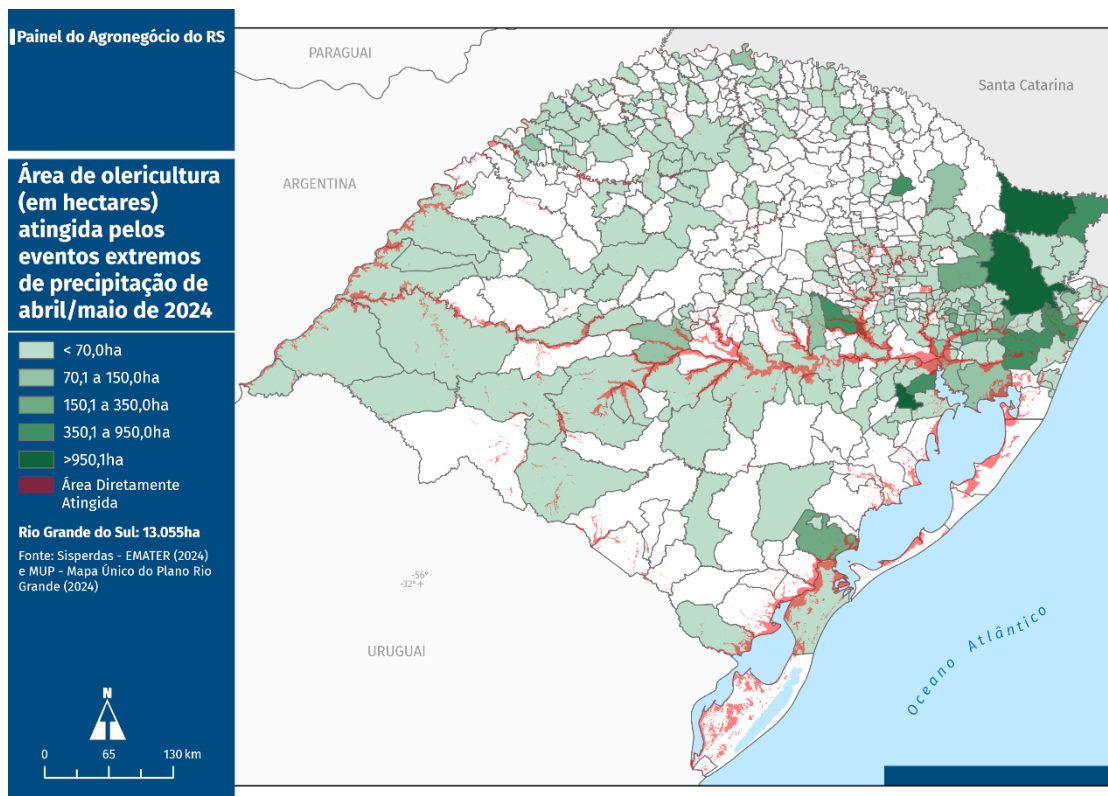 Painel do Agronegócio do RS
Área de olericultura
(em hectares)
atingida pelos
eventos extremos
de precipitação de
abril/maio de 2024
< 70,0ha
70,1 a 150,0ha
150,1 a 350,0ha
350,1 a 950,0ha
>950,1ha
Área Diretamente
Atingida
Rio Grande do Sul: 13.055ha
Fonte: Sisperdas - EMATER (2024)
e MUP - Mapa Único do Plano Rio
Grande (2024)
N
0 65 130 km
PARAGUAI
Santa Catarina
ARGENTINA
-56°
-32°
URUGUAI
Oceano Atlântico